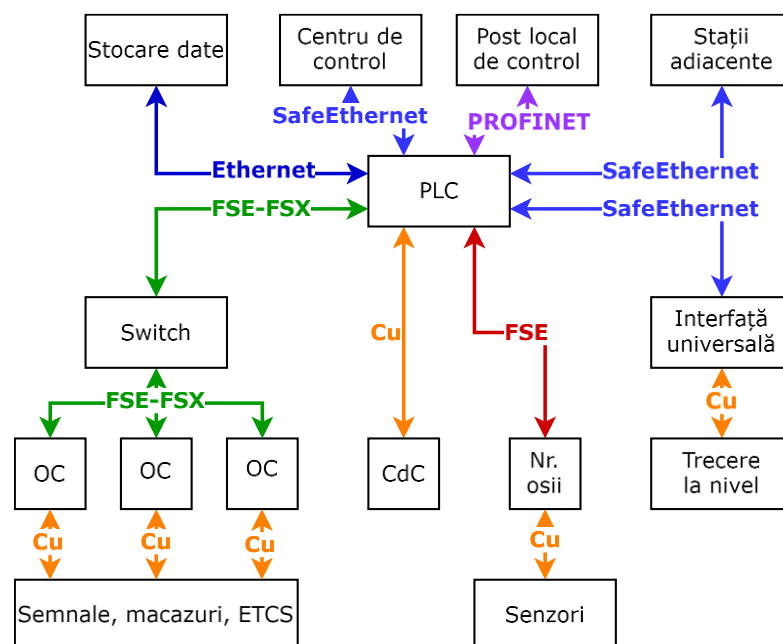 Stocare date
Centru de
control
Post local
de control
Stații
adiacente
SafeEthernet
PROFINET
Ethernet
PLC
SafeEthernet
FSE-FSX
SafeEthernet
Switch
Cu
FSE
Interfață
universală
FSE-FSX
Cu
OC
OC
OC
CdC
Nr.
osii
Trecere
la nivel
Cu
Cu
Cu
Cu
Semnale, macazuri, ETCS
Senzori